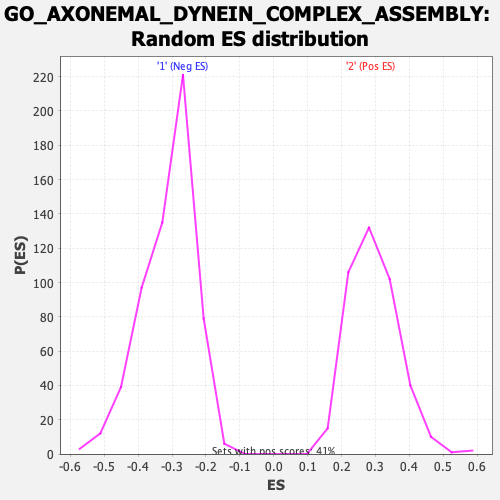 GO_AXONEMAL_DYNEIN_COMPLEX_ASSEMBLY:
Random ES distribution
'1' (Neg ES)
'2' (Pos ES)
220
200
180
160
140
120
100
80
60
40
20
0
P(ES)
Sets with pos scores: 41%
-0.6 -0.5 -0.4 -0.3 -0.2 -0.1 0.0 0.1 0.2 0.3 0.4 0.5 0.6
ES